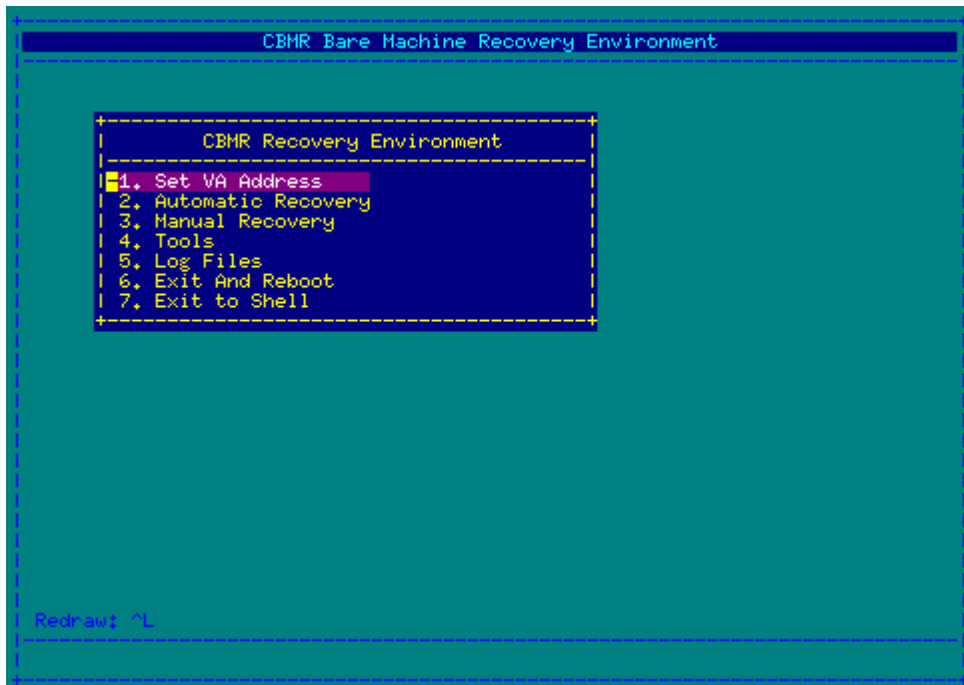 CBMR Bare Machine Recovery Environment
CBMR Recovery Environment
1. Set VA Address
2. Automatic Recovery
3. Manual Recovery
4. Tools
5. Log Files
6. Exit And Reboot
7. Exit to Shell
Redraw: ^L